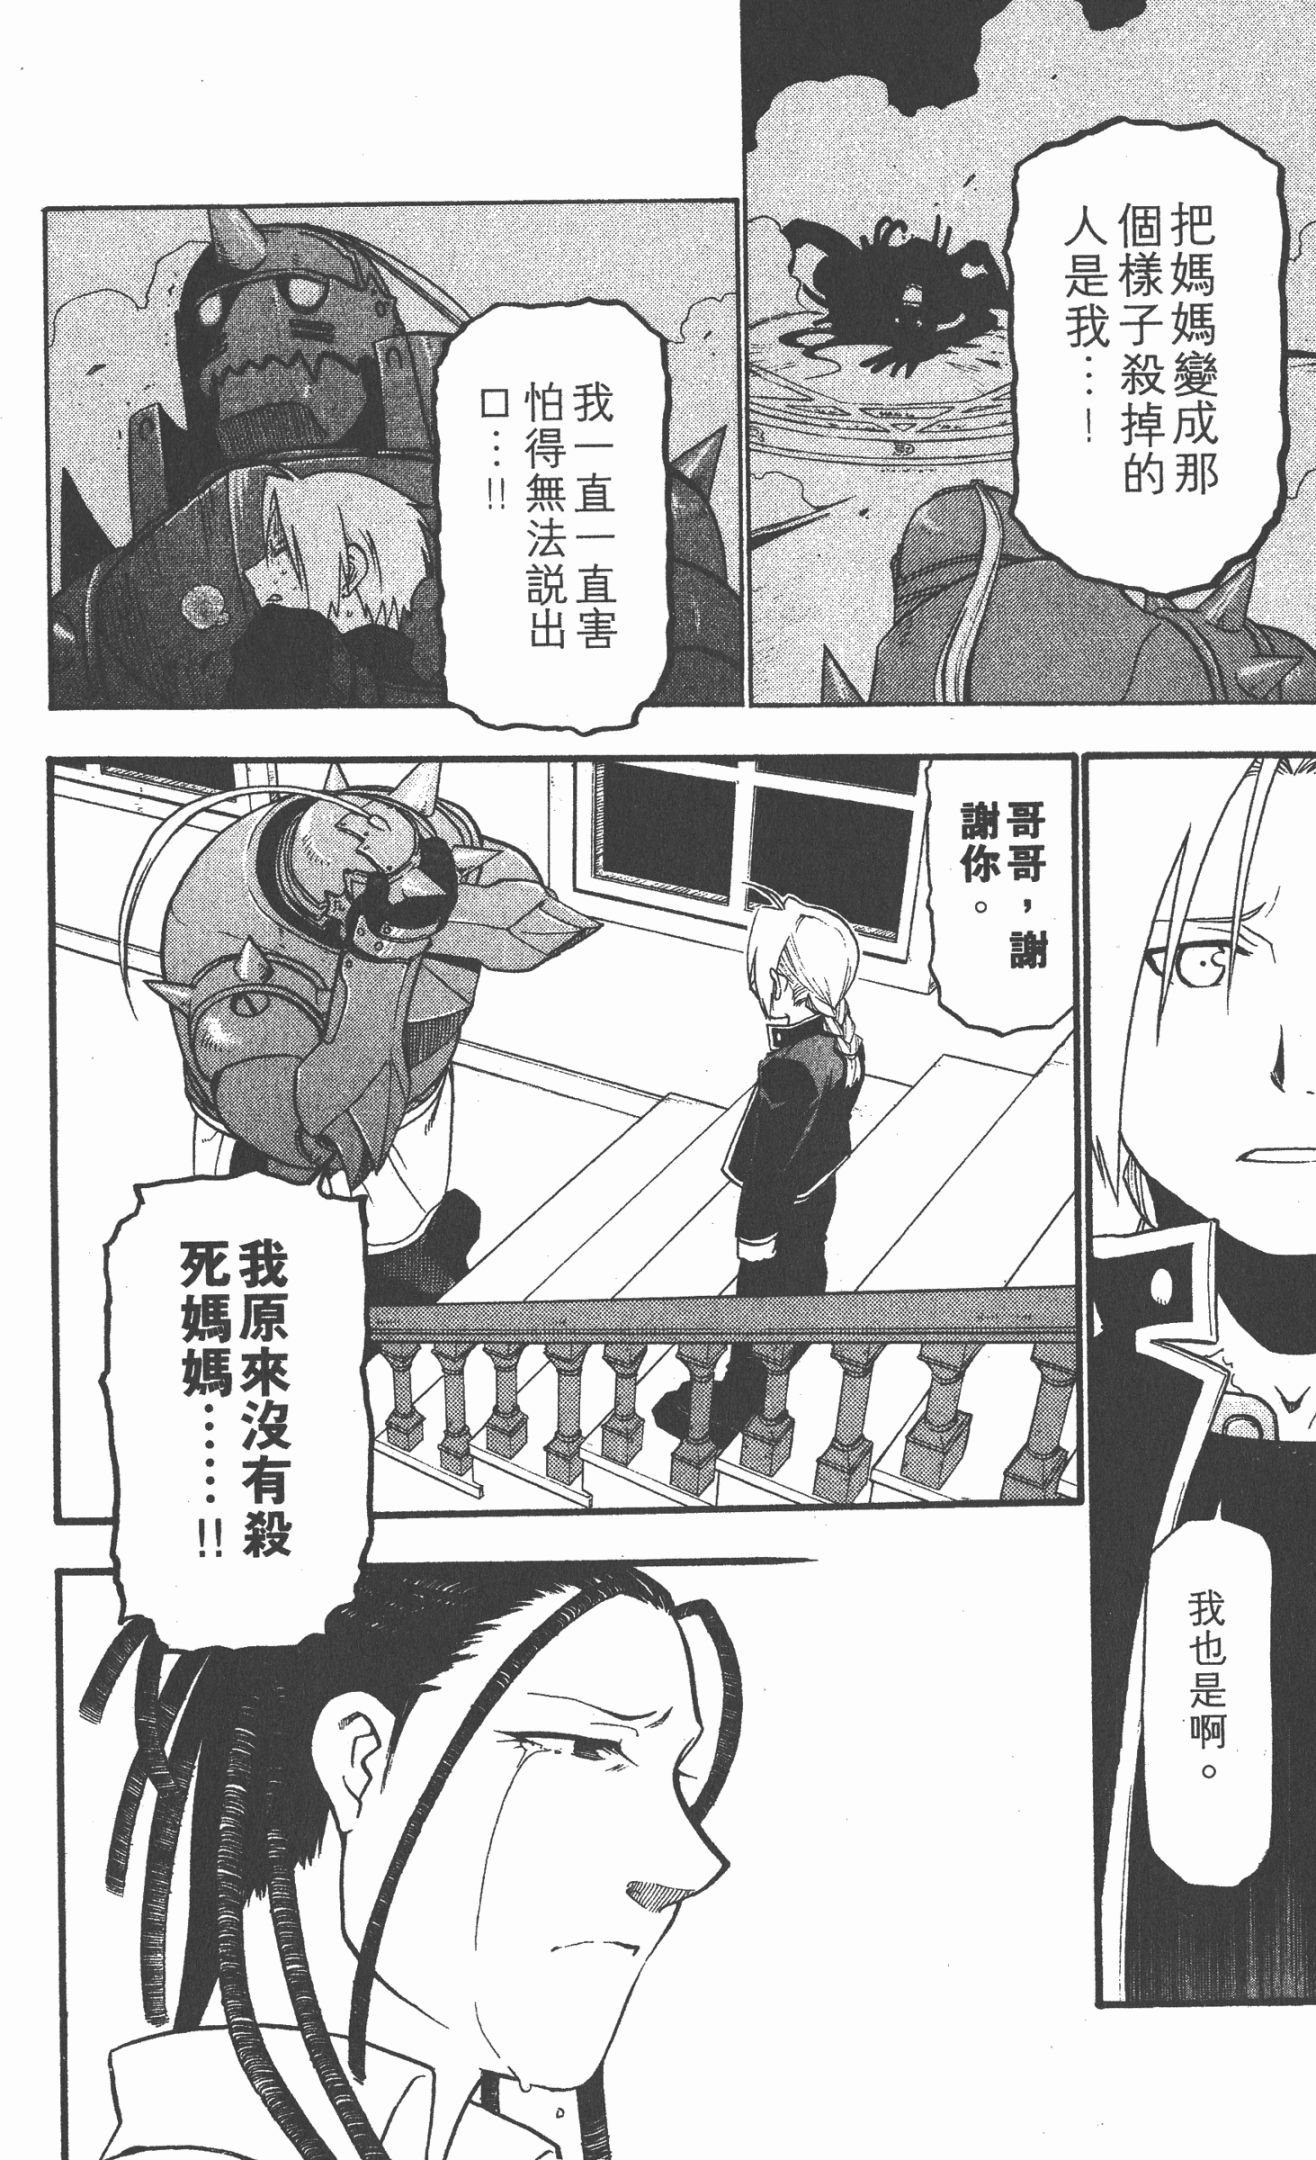 把媽媽變成那
個樣子殺掉的
人是我…！
我一直一直害
怕得無法説出
口…!!
我也是啊。
哥哥，謝
謝你。
我原來沒有殺
死媽媽……!!